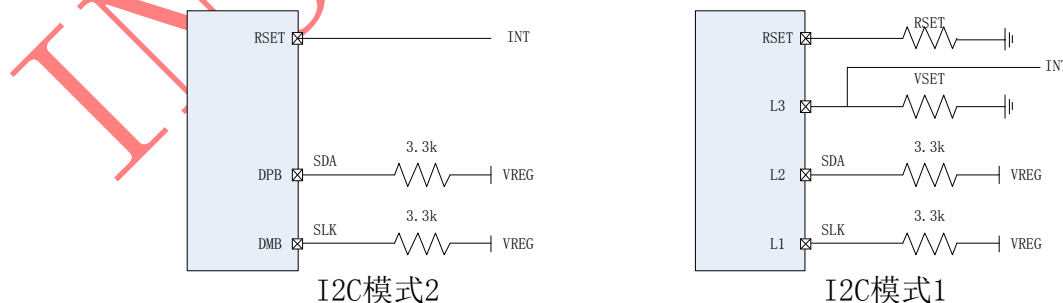 RSET INT
DPB SDA 3.3k VREG
DMB SLK 3.3k VREG
I2C模式2
RSET RSET
INT
L3 VSET
L2 SDA 3.3k VREG
L1 SLK 3.3k VREG
I2C模式1